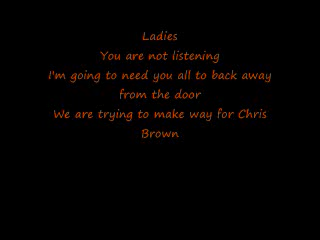 Ladies
You are not listening
I'm going to need you all to back away
from the door
We are trying to make way for Chris
Brown